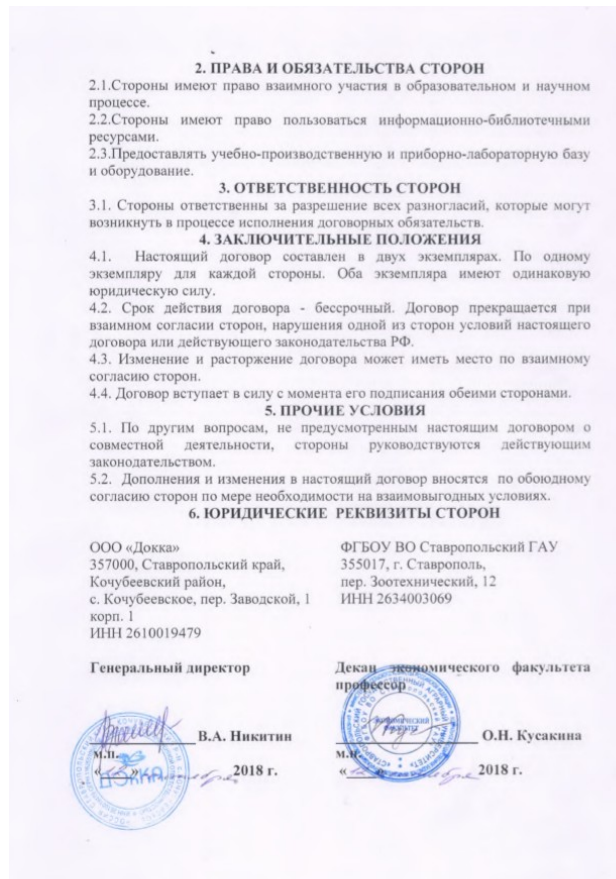 2. ПРАВА И ОБЯЗАТЕЛЬСТВА СТОРОН
2.1.Стороны имеют право взаимного участия в образовательном и научном
процессе.
2.2.Стороны имеют право пользоваться информационно-библиотечными
ресурсами.
2.3.Предоставлять учебно-производственную и приборно-лабораторную базу
и оборудование.
3. ОТВЕТСТВЕННОСТЬ СТОРОН
3.1. Стороны ответственны за разрешение всех разногласий, которые могут
возникнуть в процессе исполнения договорных обязательств.
4. ЗАКЛЮЧИТЕЛЬНЫЕ ПОЛОЖЕНИЯ
4.1. Настоящий договор составлен в двух экземплярах. По одному
экземпляру для каждой стороны. Оба экземпляра имеют одинаковую
юридическую силу.
4.2. Срок действия договора - бессрочный. Договор прекращается при
взаимном согласии сторон, нарушения одной из сторон условий настоящего
договора или действующего законодательства РФ.
4.3. Изменение и расторжение договора может иметь место по взаимному
согласию сторон.
4.4. Договор вступает в силу с момента его подписания обеими сторонами.
5. ПРОЧИЕ УСЛОВИЯ
5.1. По другим вопросам, не предусмотренным настоящим договором о
совместной деятельности, стороны руководствуются действующим
законодательством.
5.2. Дополнения и изменения в настоящий договор вносятся по обоюдному
согласию сторон по мере необходимости на взаимовыгодных условиях.
6. ЮРИДИЧЕСКИЕ РЕКВИЗИТЫ СТОРОН
ООО «Докка»
357000, Ставропольский край,
Кочубеевский район,
с. Кочубеевское, пер. Заводской, 1
корп. 1
ИНН 2610019479
Генеральный директор
В.А. Никитин
м.п.
2018 г.
ДОККА
ФГБОУ ВО Ставропольский ГАУ
355017, г. Ставрополь,
пер. Зоотехнический, 12
ИНН 2634003069
Декан экономического факультета
профессор
О.Н. Кусакина
м.п.
2018 г.